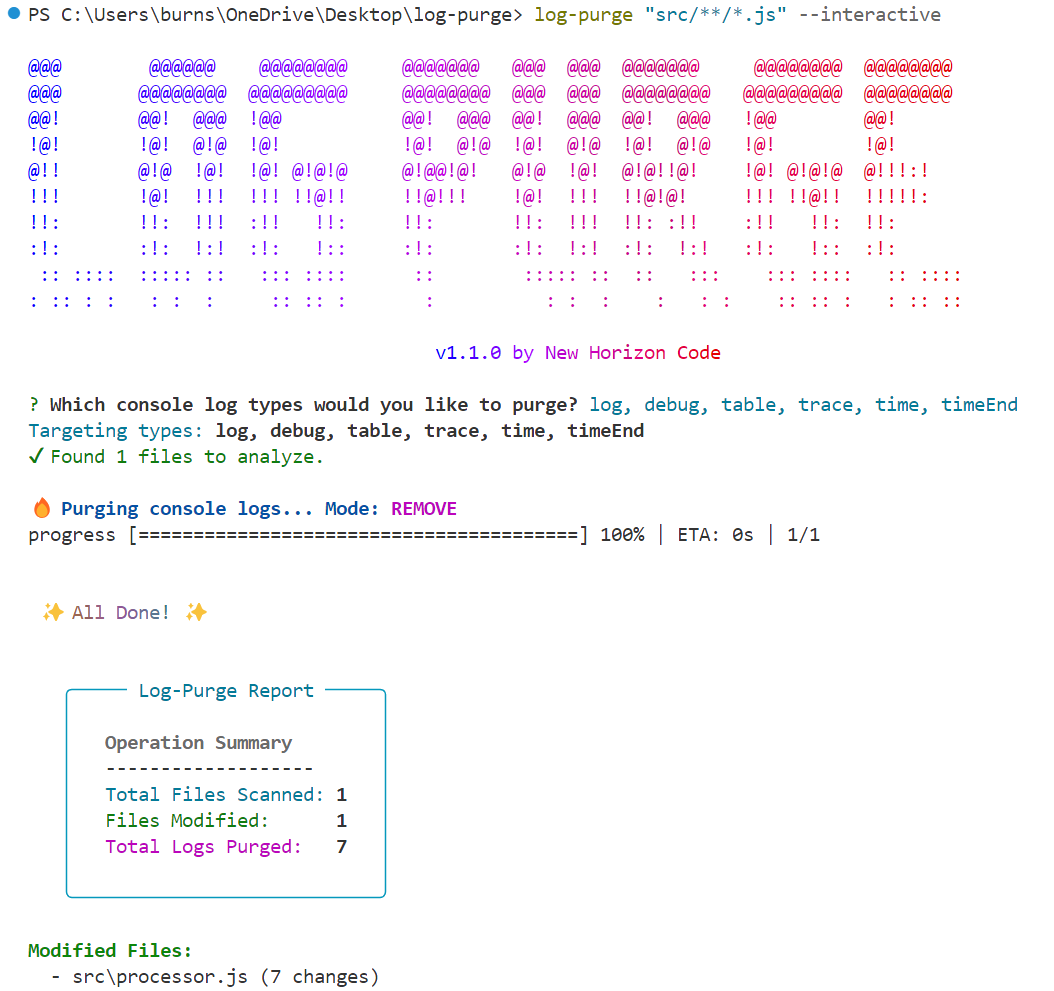 PS C:\Users\burns\OneDrive\Desktop\log-purge> log-purge "src/**/*.js" --interactive
LOG PURGE
v1.1.0 by New Horizon Code
? Which console log types would you like to purge? log, debug, table, trace, time, timeEnd
Targeting types: log, debug, table, trace, time, timeEnd
✓ Found 1 files to analyze.
🔥 Purging console logs... Mode: REMOVE
progress [========================================] 100% | ETA: 0s | 1/1
✨ All Done! ✨
Log-Purge Report
Operation Summary
-------------------
Total Files Scanned: 1
Files Modified: 1
Total Logs Purged: 7
Modified Files:
- src\processor.js (7 changes)